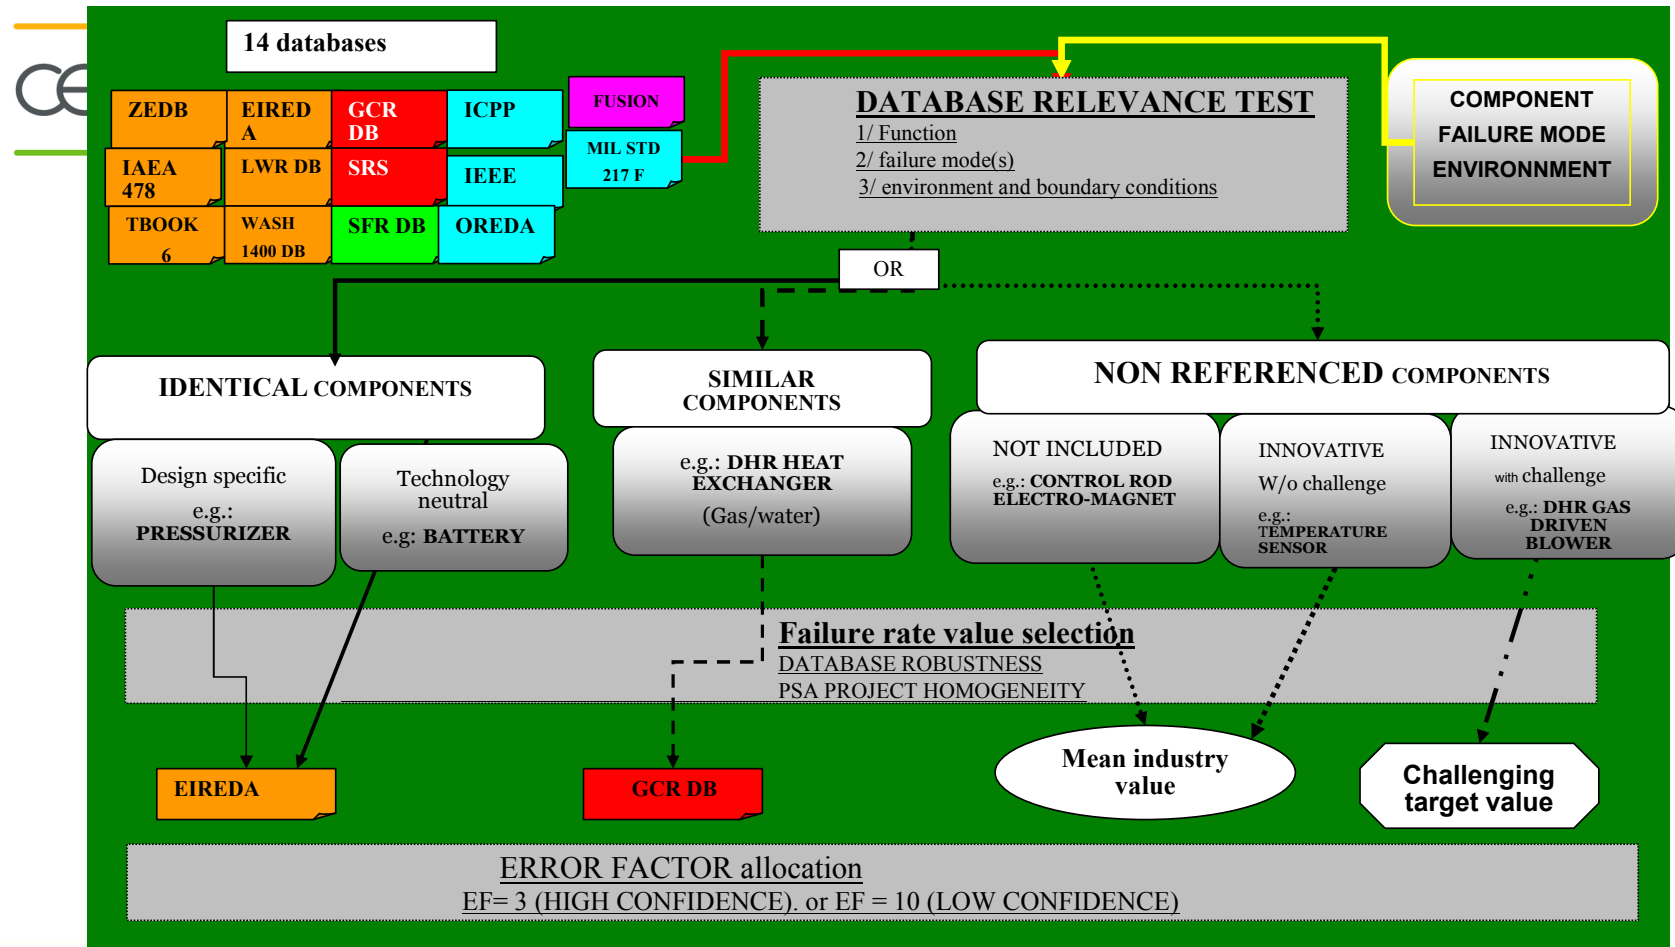 14 databases
ZEDB
EIRED
A
GCR
DB
ICPP
FUSION
IAEA
478
LWR DB
SRS
IEEE
MIL STD
217 F
TBOOK
6
WASH
1400 DB
SFR DB
OREDA
DATABASE RELEVANCE TEST
1/ Function
2/ failure mode(s)
3/ environment and boundary conditions
COMPONENT
FAILURE MODE
ENVIRONNMENT
OR
IDENTICAL COMPONENTS
SIMILAR
COMPONENTS
NON REFERENCED COMPONENTS
Design specific
e.g.:
PRESSURIZER
Technology
neutral
e.g: BATTERY
e.g.: DHR HEAT
EXCHANGER
(Gas/water)
NOT INCLUDED
e.g.: CONTROL ROD
ELECTRO-MAGNET
INNOVATIVE
W/o challenge
e.g.:
TEMPERATURE
SENSOR
INNOVATIVE
with challenge
e.g.: DHR GAS
DRIVEN
BLOWER
Failure rate value selection
DATABASE ROBUSTNESS
PSA PROJECT HOMOGENEITY
EIREDA
GCR DB
Mean industry
value
Challenging
target value
ERROR FACTOR allocation
EF= 3 (HIGH CONFIDENCE). or EF = 10 (LOW CONFIDENCE)